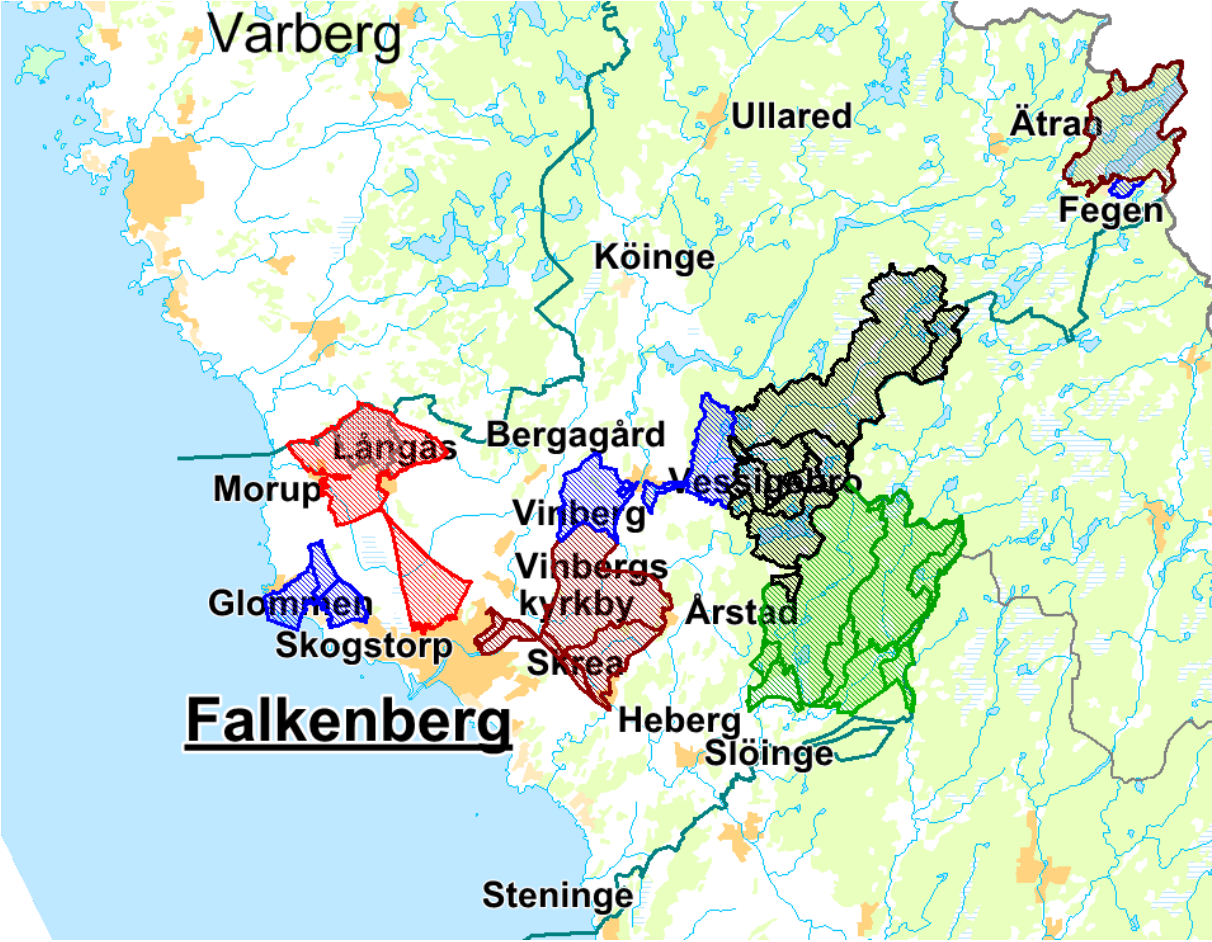 Varberg
Ullared
Ätran
Fegen
Köinge
Långås
Bergagård
Morup
Vessigebro
Vinberg
Vinbergs
kyrkby
Glommen
Årstad
Skogstorp
Skrea
Falkenberg
Heberg
Slöinge
Steninge